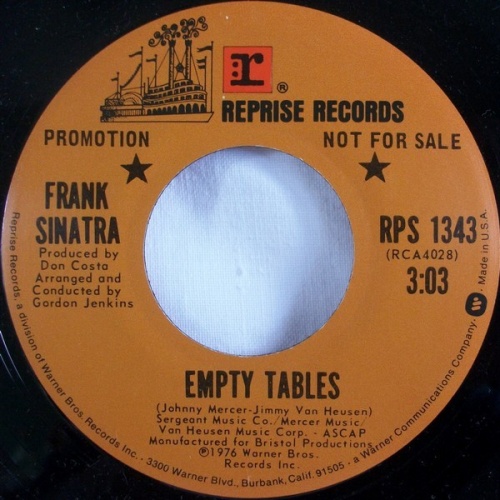 r ®
REPRISE RECORDS
PROMOTION
NOT FOR SALE
FRANK
SINATRA
Produced by
Don Costa
Arranged and
Conducted by
Gordon Jenkins
RPS 1343
(RCA4028)
3:03
EMPTY TABLES
(Johnny Mercer-Jimmy Van Heusen)
Sergeant Music Co./Mercer Music/
Van Heusen Music Corp. - ASCAP
Manufactured for Bristol Productions
℗1976 Warner Bros.
Records Inc.
Reprise Records, a division of Warner Bros. Records Inc. - 3300 Warner Blvd., Burbank, Calif. 91505 - a Warner Communications Company. Made in U.S.A.